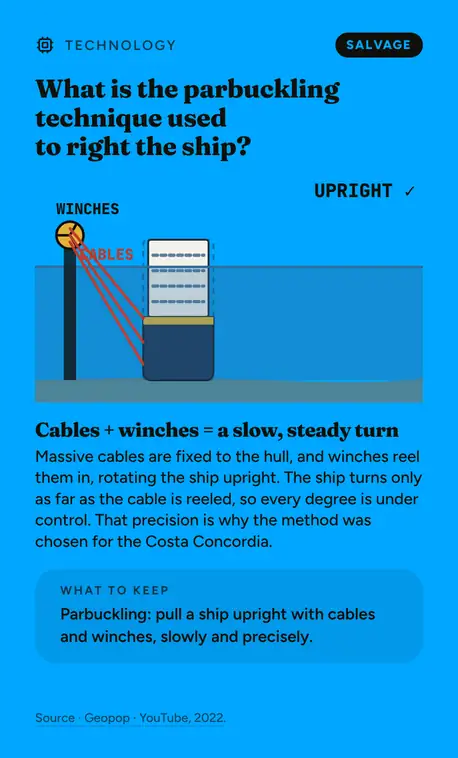 TECHNOLOGY
SALVAGE
What is the parbuckling
technique used
to right the ship?
UPRIGHT ✓
WINCHES
CABLES
Cables + winches = a slow, steady turn
Massive cables are fixed to the hull, and winches reel
them in, rotating the ship upright. The ship turns only
as far as the cable is reeled, so every degree is under
control. That precision is why the method was
chosen for the Costa Concordia.
WHAT TO KEEP
Parbuckling: pull a ship upright with cables
and winches, slowly and precisely.
Source · Geopop · YouTube, 2022.